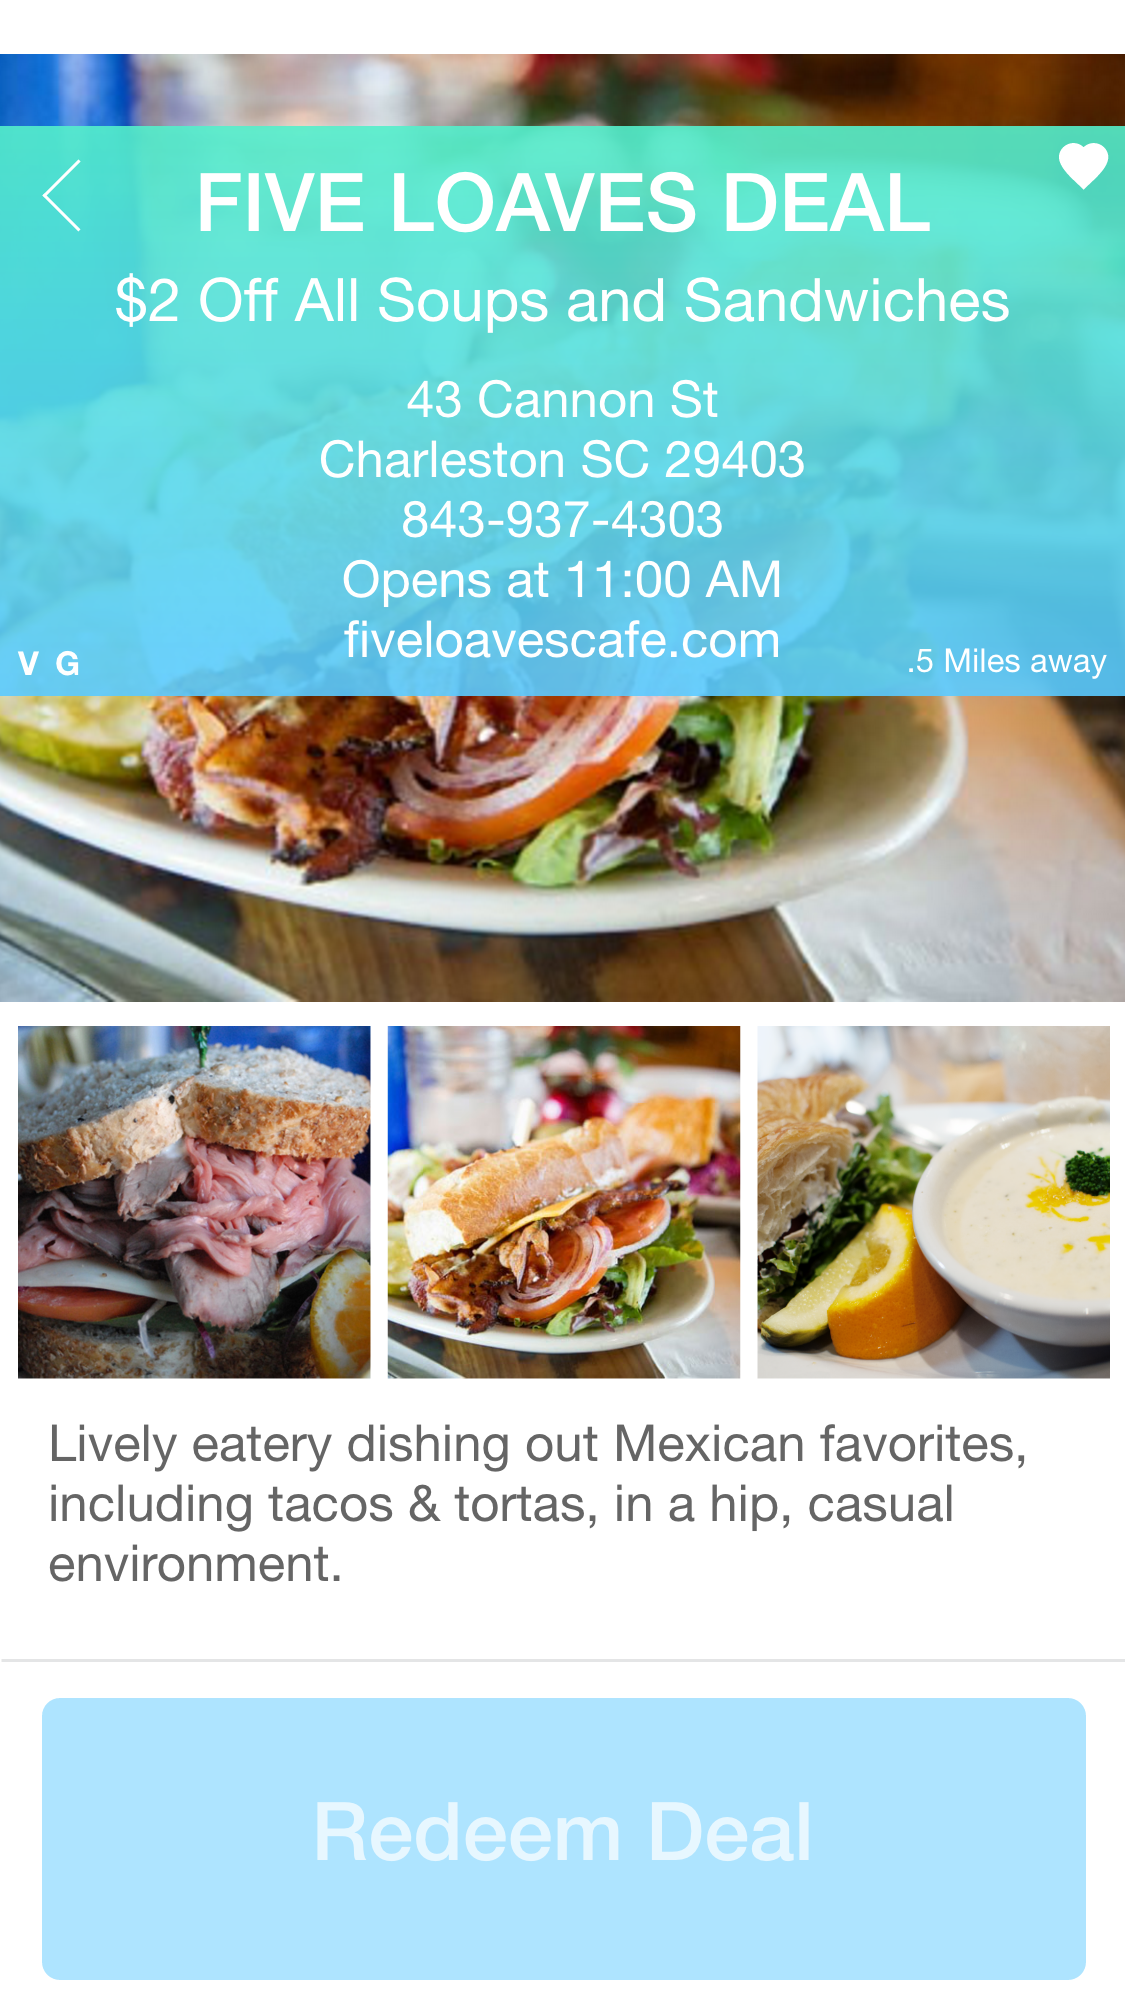 FIVE LOAVES DEAL
$2 Off All Soups and Sandwiches
43 Cannon St
Charleston SC 29403
843-937-4303
Opens at 11:00 AM
fiveloavescafe.com
V G
.5 Miles away
Lively eatery dishing out Mexican favorites,
including tacos & tortas, in a hip, casual
environment.
Redeem Deal